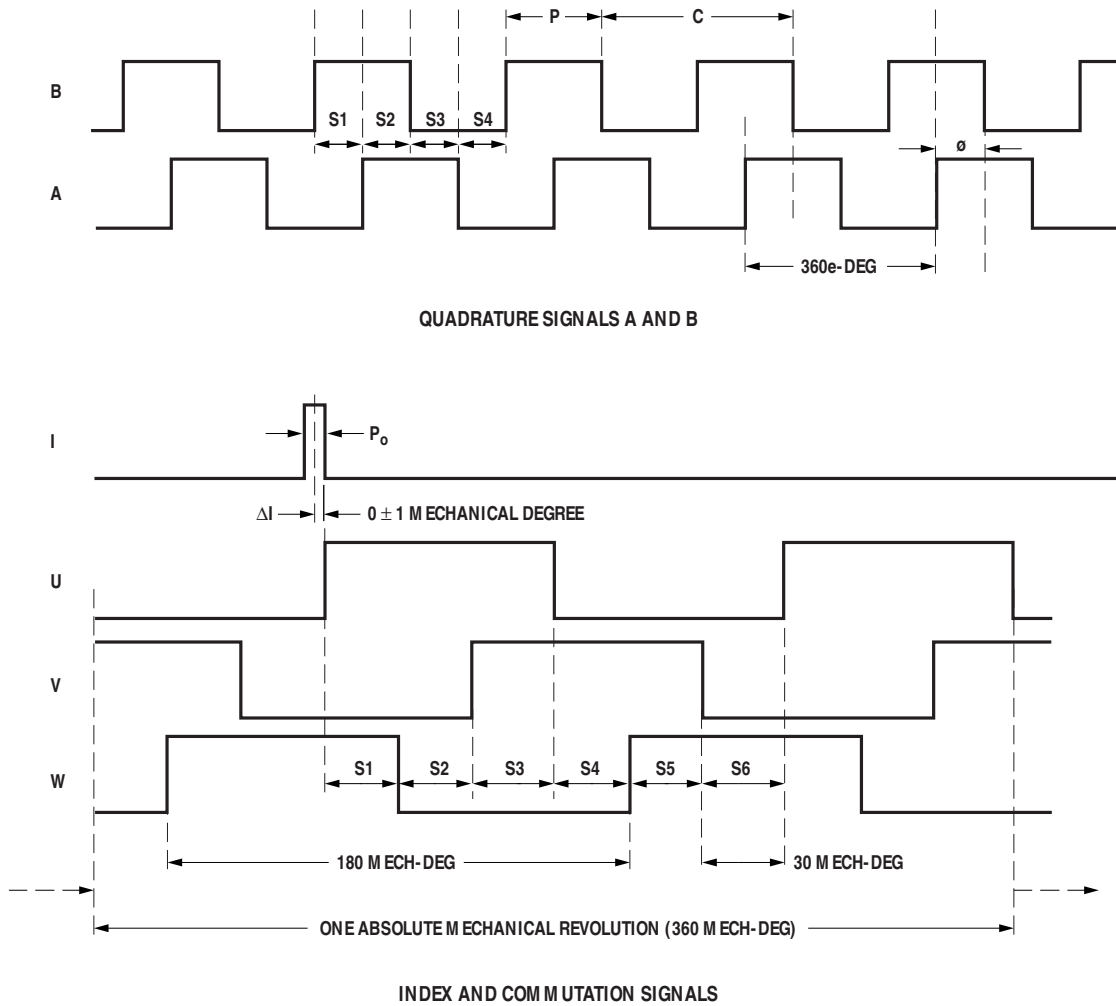 P C
B
S1 S2 S3 S4
ø
A
360e-DEG
QUADRATURE SIGNALS A AND B
I
Po
ΔI
0 ± 1 MECHANICAL DEGREE
U
V
W
S1 S2 S3 S4 S5 S6
180 MECH-DEG
30 MECH-DEG
ONE ABSOLUTE MECHANICAL REVOLUTION (360 MECH-DEG)
INDEX AND COMMUTATION SIGNALS